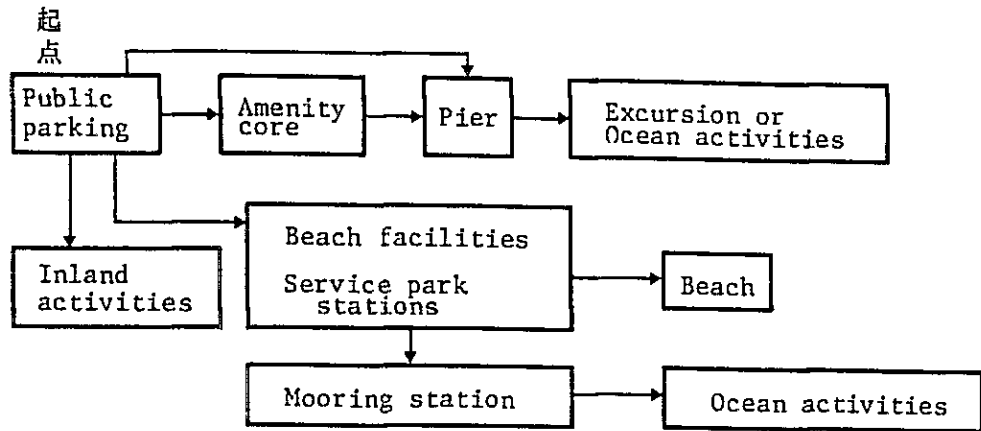 起
点
Public
parking
Amenity
core
Pier
Excursion or
Ocean activities
Inland
activities
Beach facilities
Service park
stations
Beach
Mooring station
Ocean activities